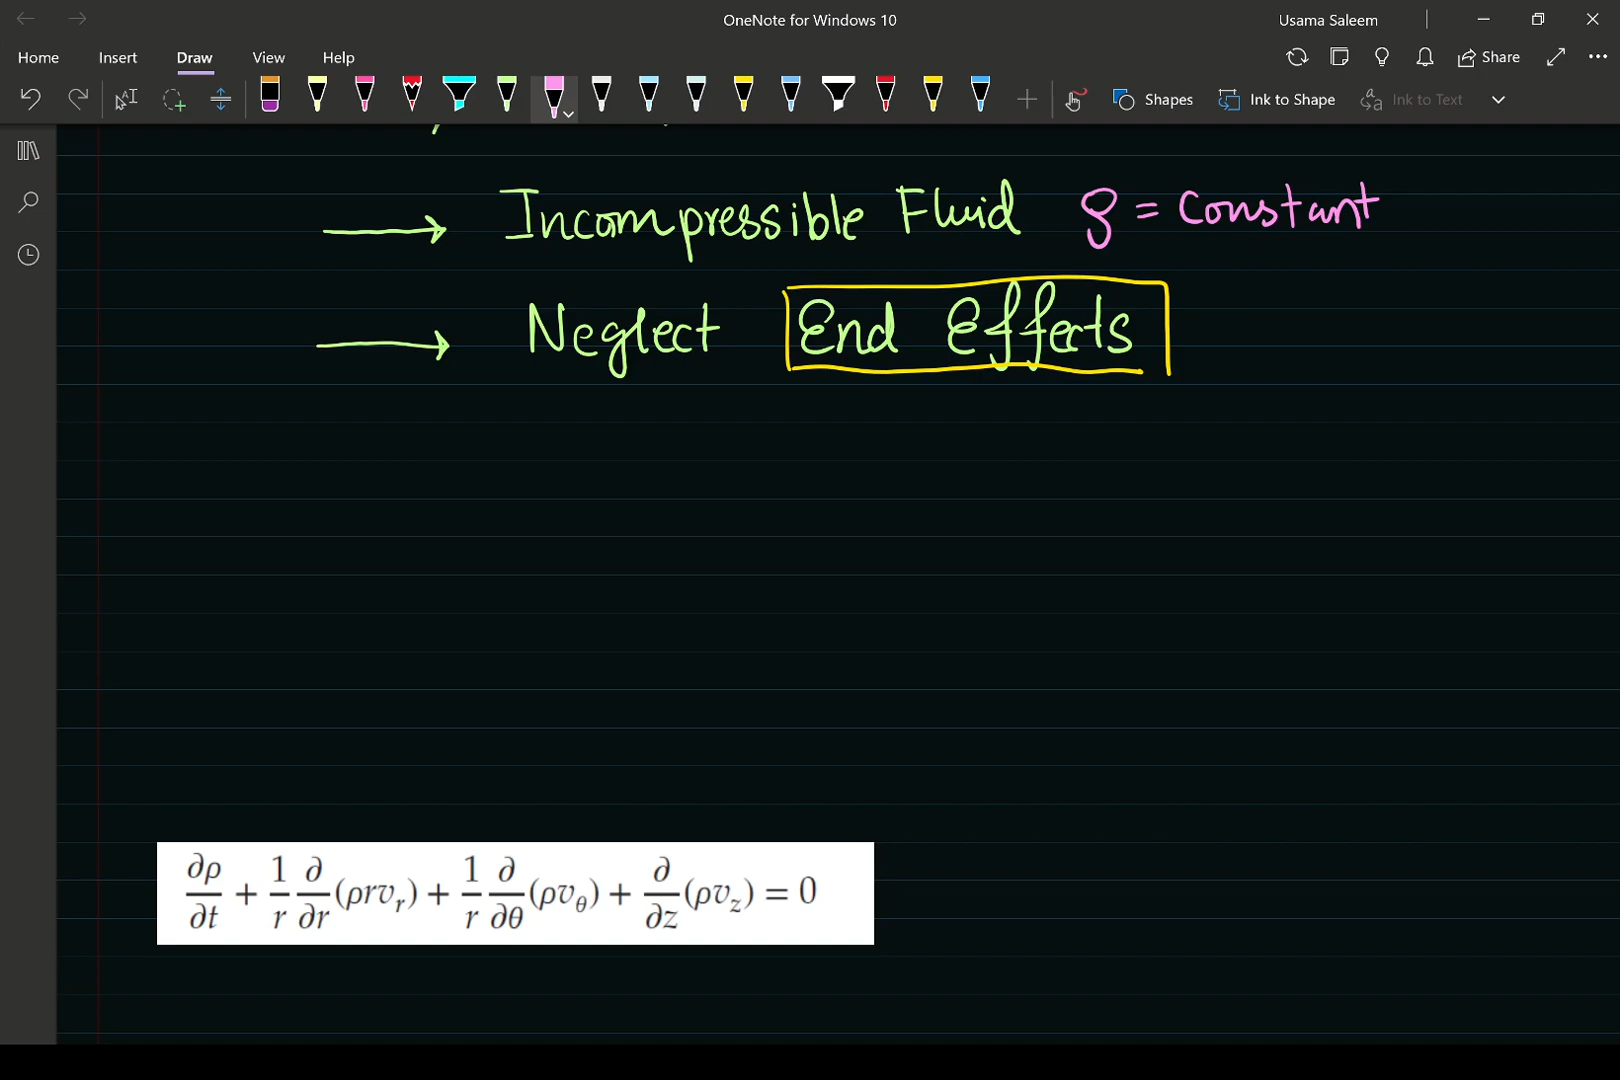 OneNote for Windows 10
Usama Saleem
Home Insert Draw View Help
Share
Shapes Ink to Shape Ink to Text
→ Incompressible Fluid ρ = Constant
→ Neglect End Effects
∂ρ/∂t + 1/r ∂/∂r (ρrv_r) + 1/r ∂/∂θ (ρv_θ) + ∂/∂z (ρv_z) = 0